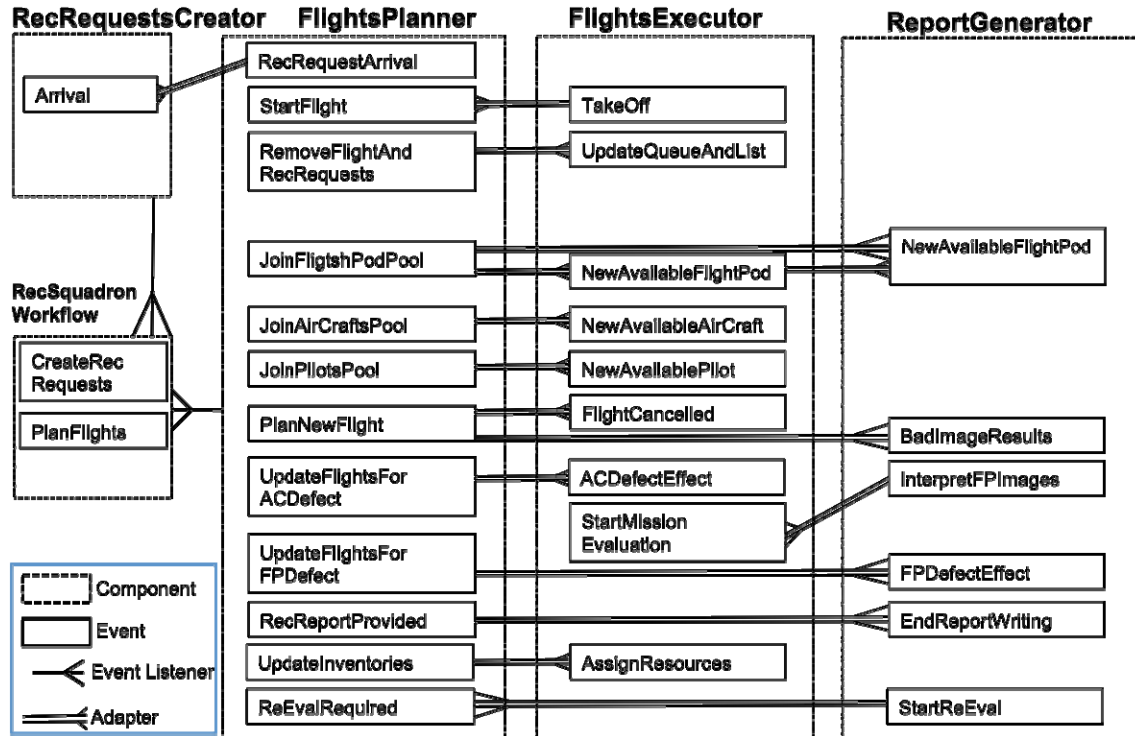 RecRequestsCreator
FlightsPlanner
FlightsExecutor
ReportGenerator
Arrival
RecSquadron
Workflow
CreateRec
Requests
PlanFlights
Component
Event
Event Listener
Adapter
RecRequestArrival
StartFlight
RemoveFlightAnd
RecRequests
JoinFligtshPodPool
JoinAirCraftsPool
JoinPilotsPool
PlanNewFlight
UpdateFlightsFor
ACDefect
UpdateFlightsFor
FPDefect
RecReportProvided
UpdateInventories
ReEvalRequired
TakeOff
UpdateQueueAndList
NewAvailableFlightPod
NewAvailableAirCraft
NewAvailablePilot
FlightCancelled
ACDefectEffect
StartMission
Evaluation
AssignResources
NewAvailableFlightPod
BadImageResults
InterpretFPImages
FPDefectEffect
EndReportWriting
StartReEval